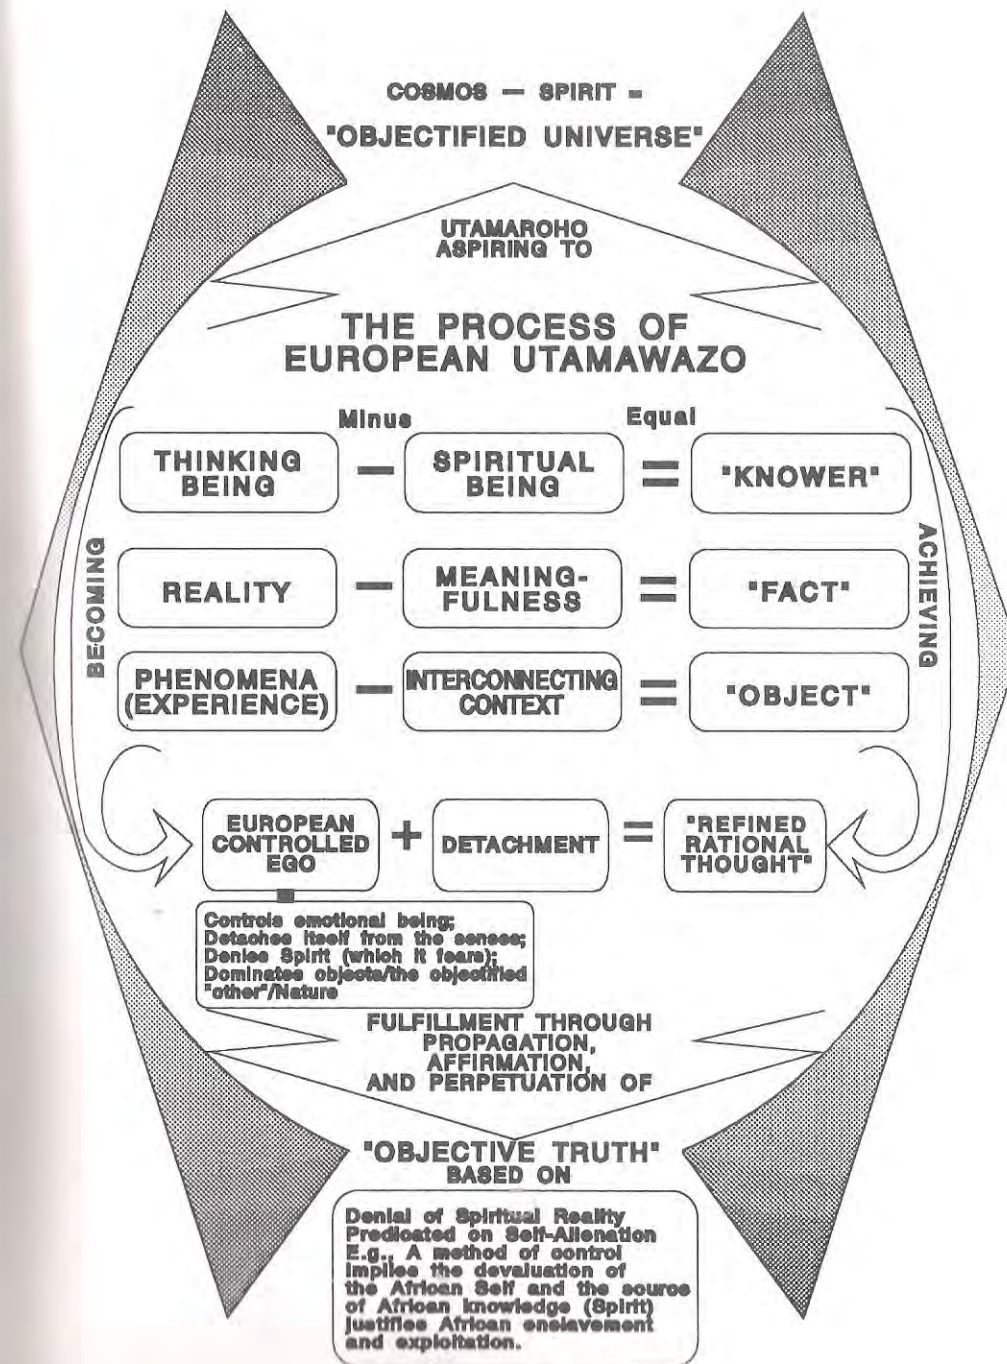 COSMOS — SPIRIT =
"OBJECTIFIED UNIVERSE"
UTAMAROHO
ASPIRING TO
THE PROCESS OF
EUROPEAN UTAMAWAZO
Minus
Equal
THINKING
BEING
—
SPIRITUAL
BEING
=
"KNOWER"
BECOMING
REALITY
—
MEANING-
FULNESS
=
"FACT"
ACHIEVING
PHENOMENA
(EXPERIENCE)
—
INTERCONNECTING
CONTEXT
=
"OBJECT"
EUROPEAN
CONTROLLED
EGO
+
DETACHMENT
=
"REFINED
RATIONAL
THOUGHT"
Controls emotional being;
Detaches itself from the senses;
Denies Spirit (which it fears);
Dominates objects/the objectified
"other"/Nature
FULFILLMENT THROUGH
PROPAGATION,
AFFIRMATION,
AND PERPETUATION OF
"OBJECTIVE TRUTH"
BASED ON
Denial of Spiritual Reality
Predicated on Self-Alienation
E.g., A method of control
Implies the devaluation of
the African Self and the source
of African knowledge (Spirit)
justifies African enslavement
and exploitation.